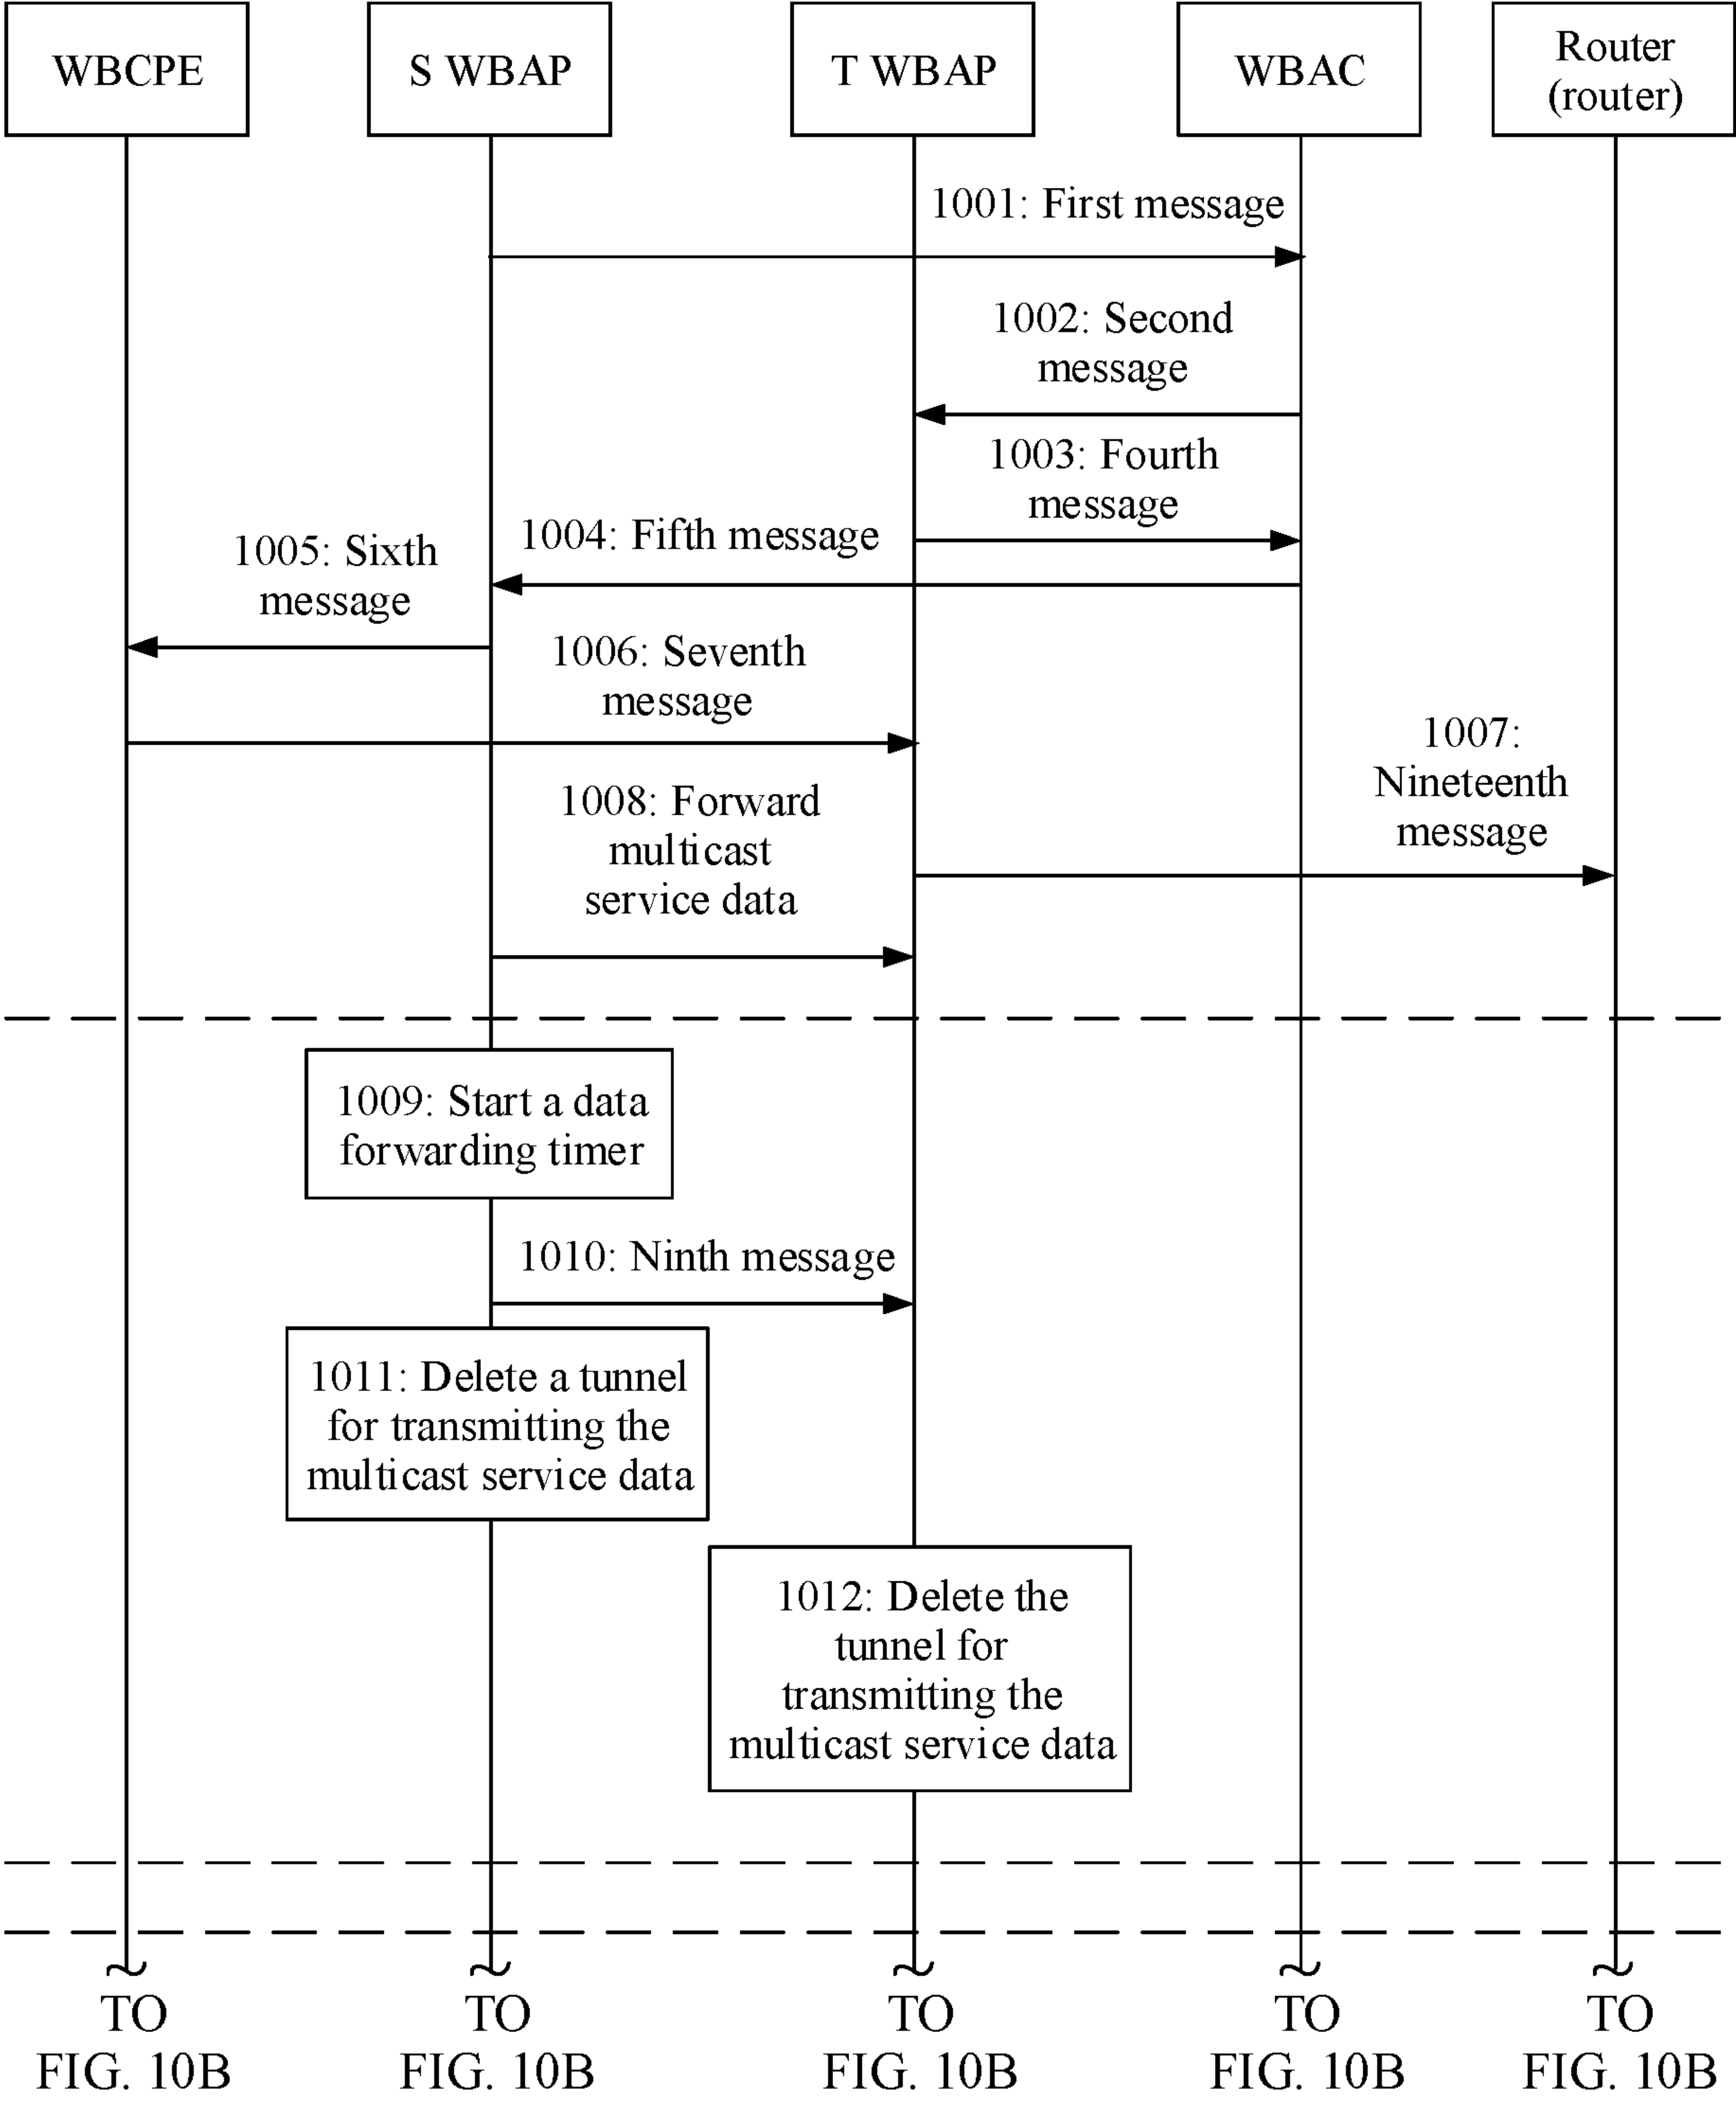 WBCPE
S WBAP
T WBAP
WBAC
Router
(router)
1001: First message
1002: Second
message
1003: Fourth
message
1004: Fifth message
1005: Sixth
message
1006: Seventh
message
1007:
Nineteenth
message
1008: Forward
multicast
service data
1009: Start a data
forwarding timer
1010: Ninth message
1011: Delete a tunnel
for transmitting the
multicast service data
1012: Delete the
tunnel for
transmitting the
multicast service data
TO
FIG. 10B
TO
FIG. 10B
TO
FIG. 10B
TO
FIG. 10B
TO
FIG. 10B